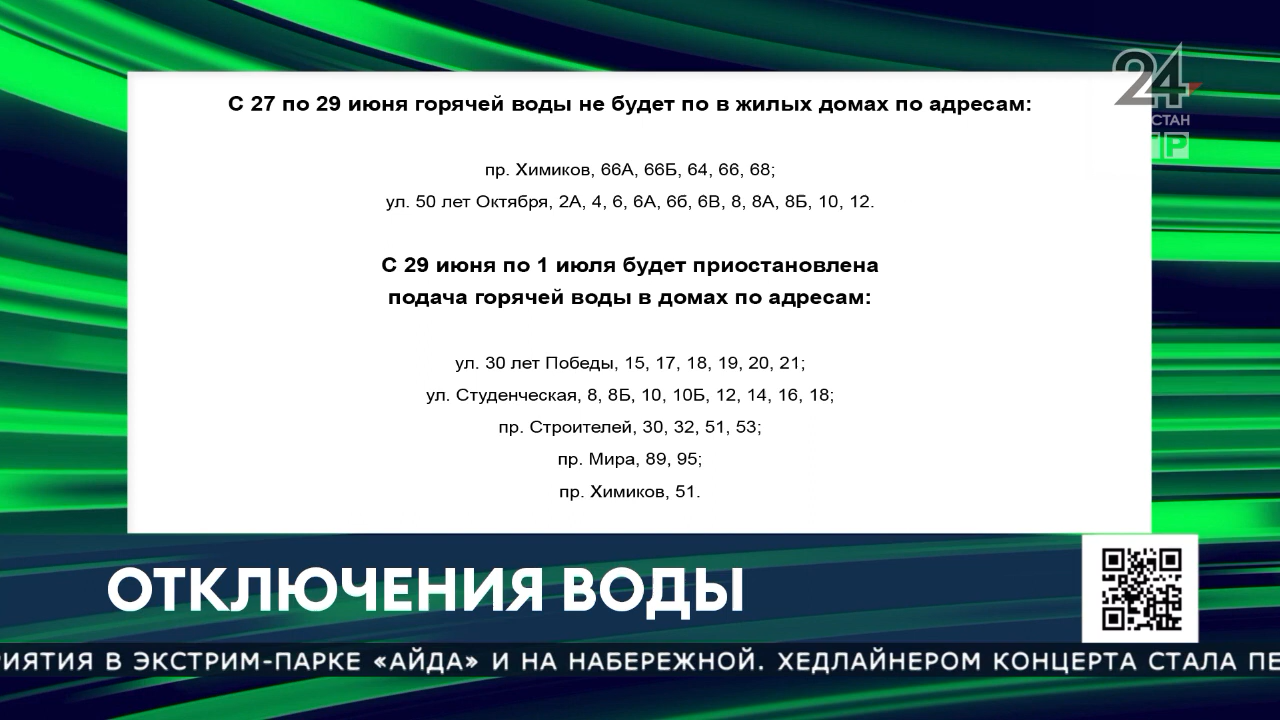 24
СТАН
ТР
С 27 по 29 июня горячей воды не будет по в жилых домах по адресам:
пр. Химиков, 66А, 66Б, 64, 66, 68;
ул. 50 лет Октября, 2А, 4, 6, 6А, 6б, 6В, 8, 8А, 8Б, 10, 12.
С 29 июня по 1 июля будет приостановлена
подача горячей воды в домах по адресам:
ул. 30 лет Победы, 15, 17, 18, 19, 20, 21;
ул. Студенческая, 8, 8Б, 10, 10Б, 12, 14, 16, 18;
пр. Строителей, 30, 32, 51, 53;
пр. Мира, 89, 95;
пр. Химиков, 51.
ОТКЛЮЧЕНИЯ ВОДЫ
РИЯТИЯ В ЭКСТРИМ-ПАРКЕ «АЙДА» И НА НАБЕРЕЖНОЙ. ХЕДЛАЙНЕРОМ КОНЦЕРТА СТАЛА ПЕ